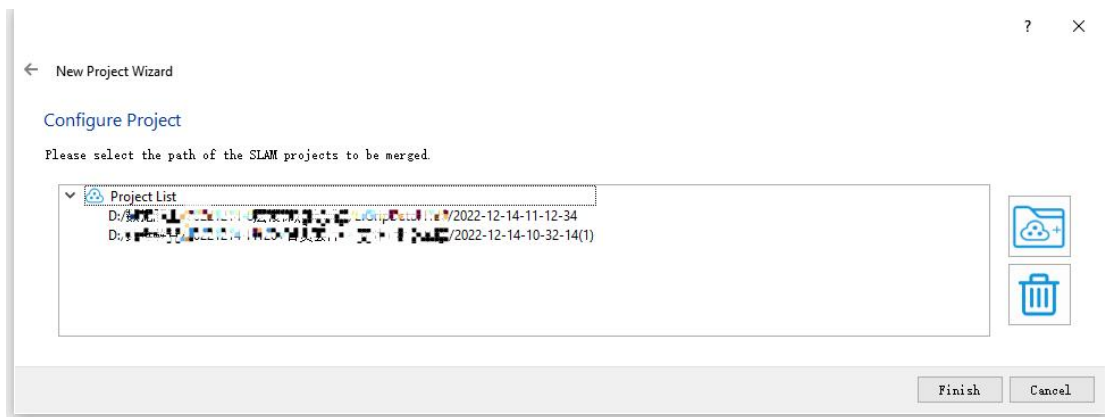 ?
New Project Wizard
Configure Project
Please select the path of the SLAM projects to be merged.
Project List
D:/ /2022-12-14-11-12-34
D:/ /2022-12-14-10-32-14(1)
Finish Cancel